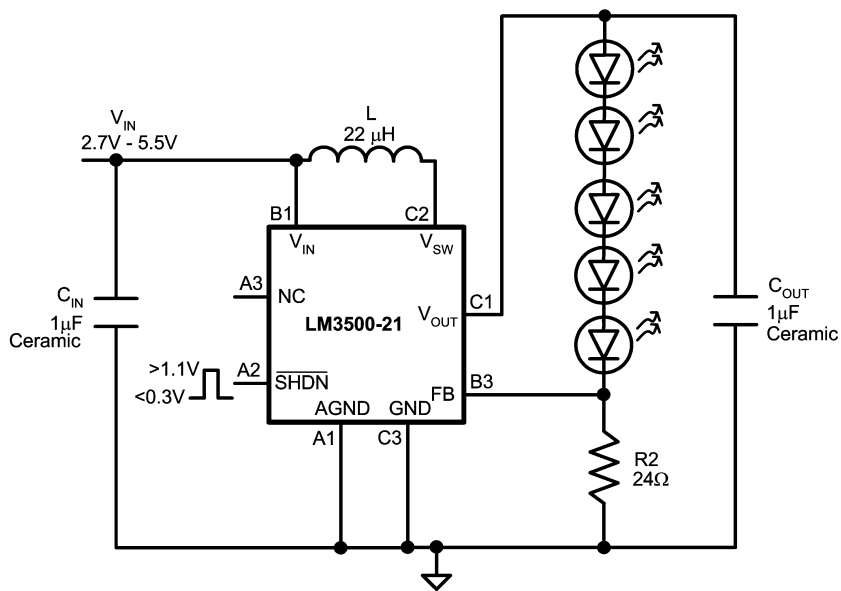 V_IN
2.7V - 5.5V
L
22 μH
B1
C2
V_IN
V_SW
A3
NC
C1
V_OUT
LM3500-21
C_IN
1μF
Ceramic
C_OUT
1μF
Ceramic
>1.1V
<0.3V
A2
SHDN
B3
FB
AGND
GND
A1
C3
R2
24Ω